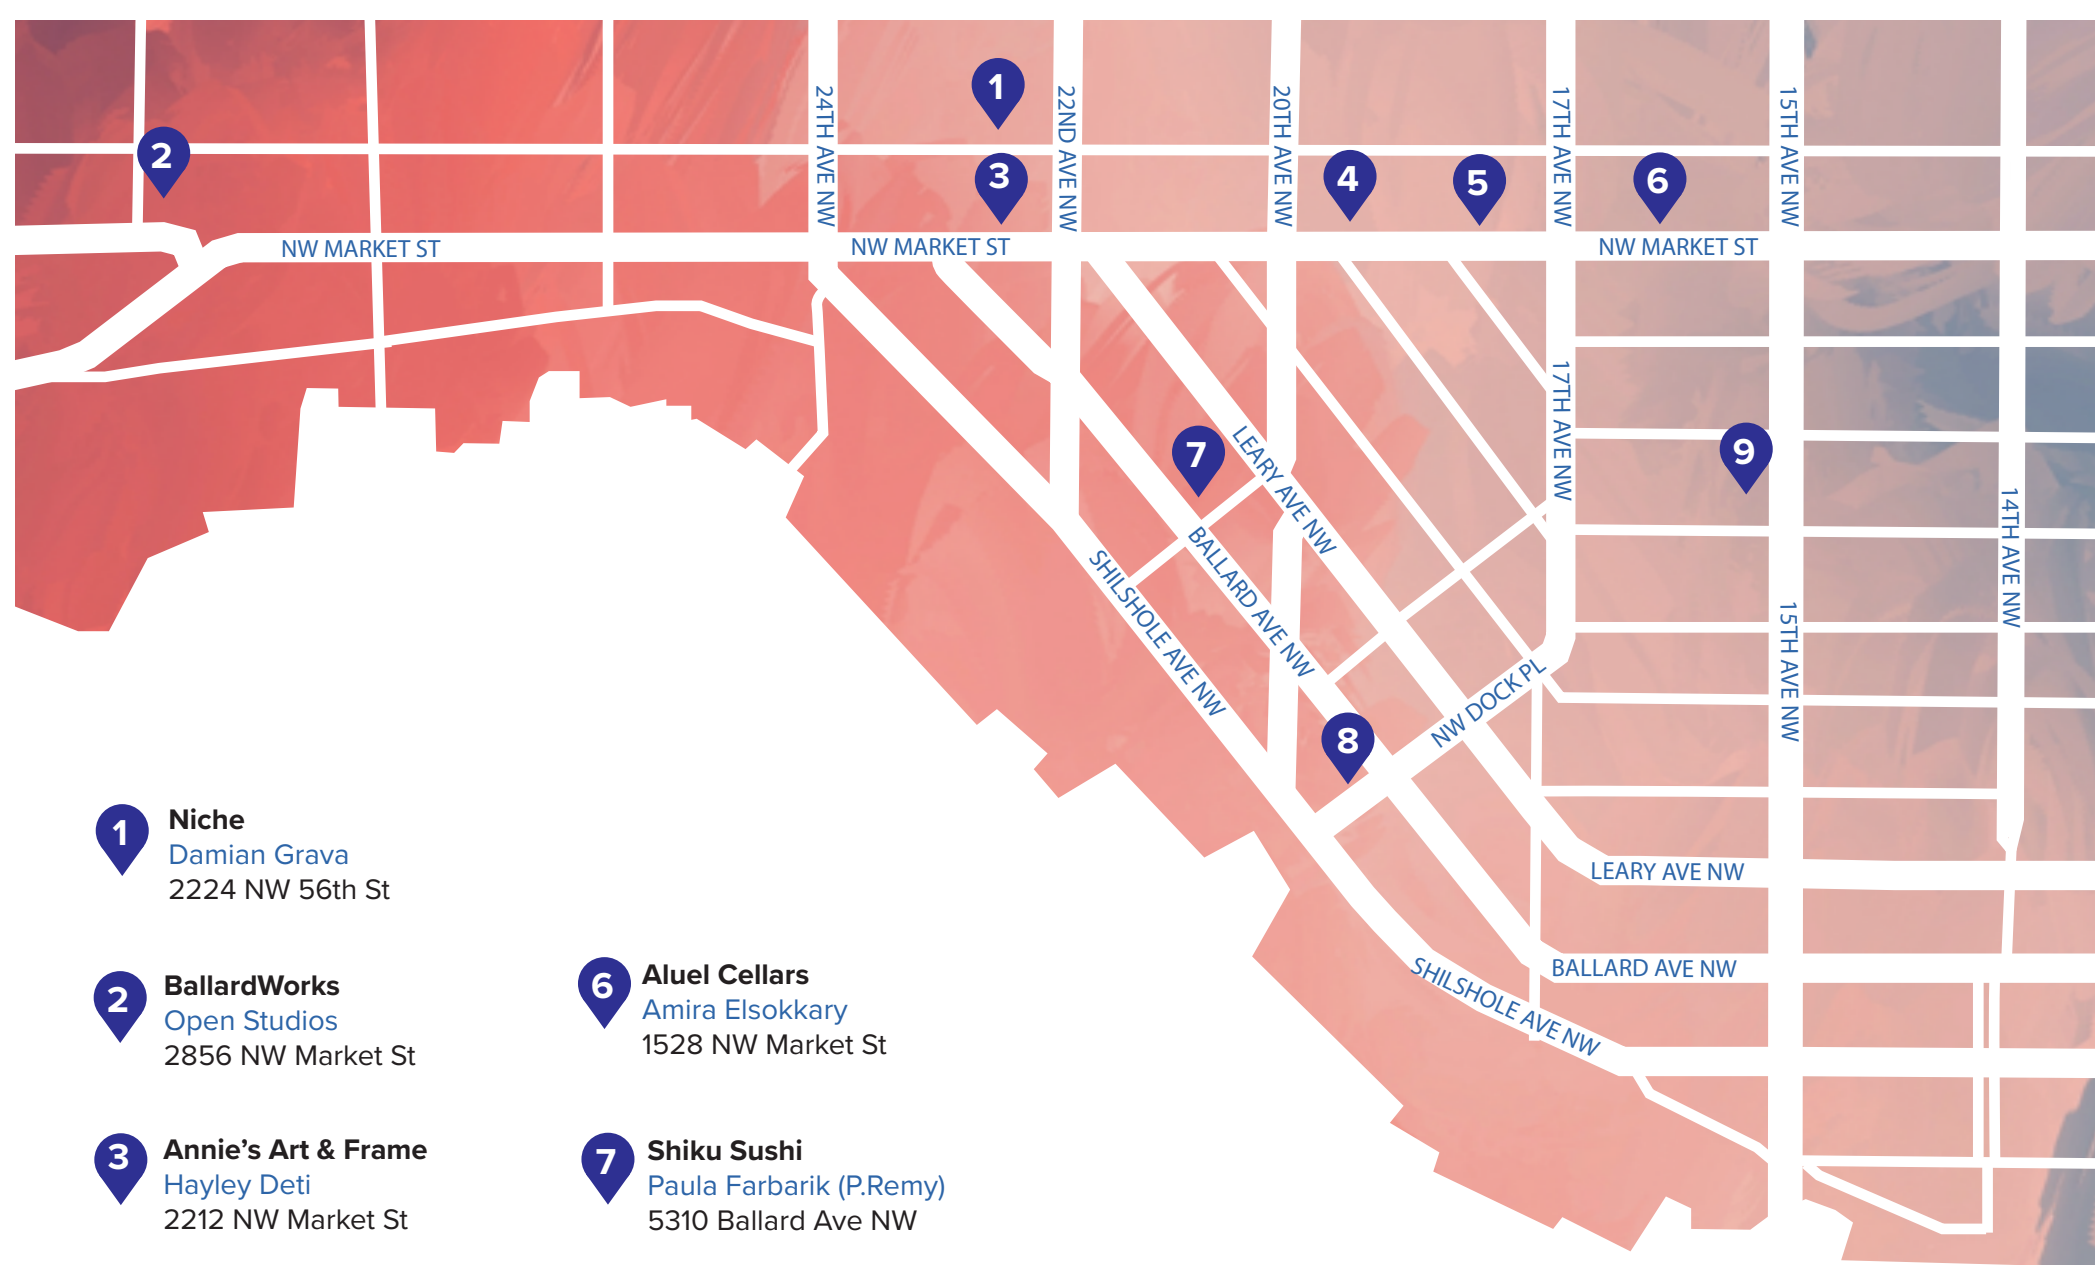 1
2
3
4
5
6
7
8
9
24TH AVE NW
22ND AVE NW
20TH AVE NW
17TH AVE NW
15TH AVE NW
NW MARKET ST
NW MARKET ST
NW MARKET ST
17TH AVE NW
LEARY AVE NW
BALLARD AVE NW
SHILSHOLE AVE NW
14TH AVE NW
15TH AVE NW
NW DOCK PL
LEARY AVE NW
BALLARD AVE NW
SHILSHOLE AVE NW
1
Niche
Damian Grava
2224 NW 56th St
2
BallardWorks
Open Studios
2856 NW Market St
3
Annie’s Art & Frame
Hayley Deti
2212 NW Market St
6
Aluel Cellars
Amira Elsokkary
1528 NW Market St
7
Shiku Sushi
Paula Farbarik (P.Remy)
5310 Ballard Ave NW